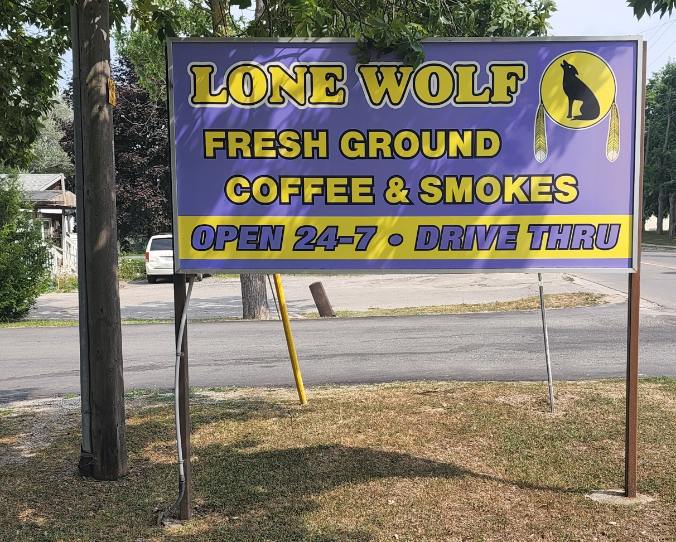 LONE WOLF
FRESH GROUND
COFFEE & SMOKES
OPEN 24-7 • DRIVE THRU